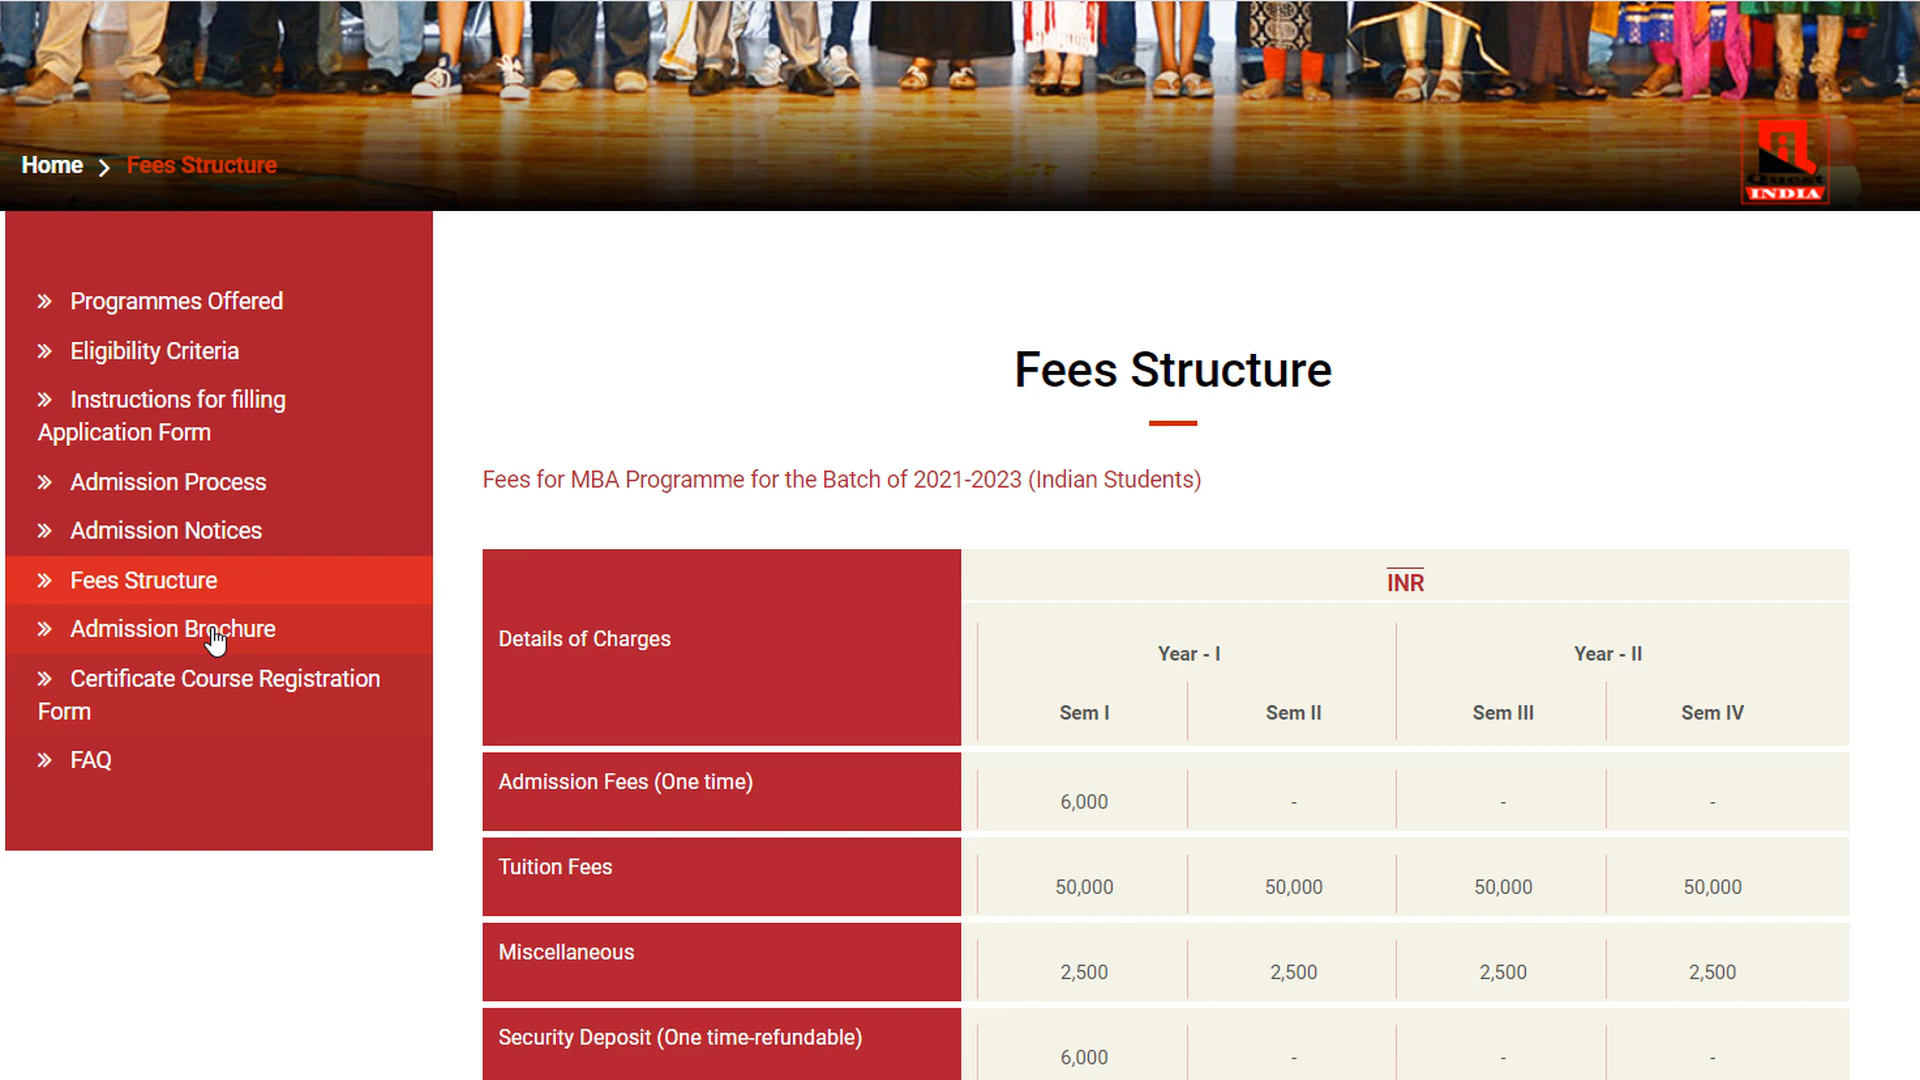 Home > Fees Structure
Quest
INDIA
» Programmes Offered
» Eligibility Criteria
» Instructions for filling
Application Form
» Admission Process
» Admission Notices
» Fees Structure
» Admission Brochure
» Certificate Course Registration
Form
» FAQ
Fees Structure
Fees for MBA Programme for the Batch of 2021-2023 (Indian Students)
Details of Charges
INR
Year - I Year - II
Sem I Sem II Sem III Sem IV
Admission Fees (One time) 6,000 - - -
Tuition Fees 50,000 50,000 50,000 50,000
Miscellaneous 2,500 2,500 2,500 2,500
Security Deposit (One time-refundable) 6,000 - - -